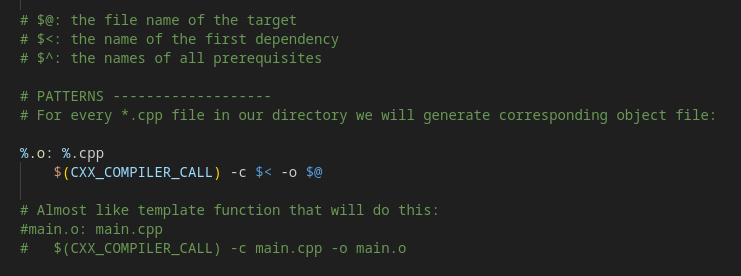 # $@: the file name of the target
# $<: the name of the first dependency
# $^: the names of all prerequisites
# PATTERNS -------------------
# For every *.cpp file in our directory we will generate corresponding object file:
%.o: %.cpp
    $(CXX_COMPILER_CALL) -c $< -o $@
# Almost like template function that will do this:
#main.o: main.cpp
#   $(CXX_COMPILER_CALL) -c main.cpp -o main.o